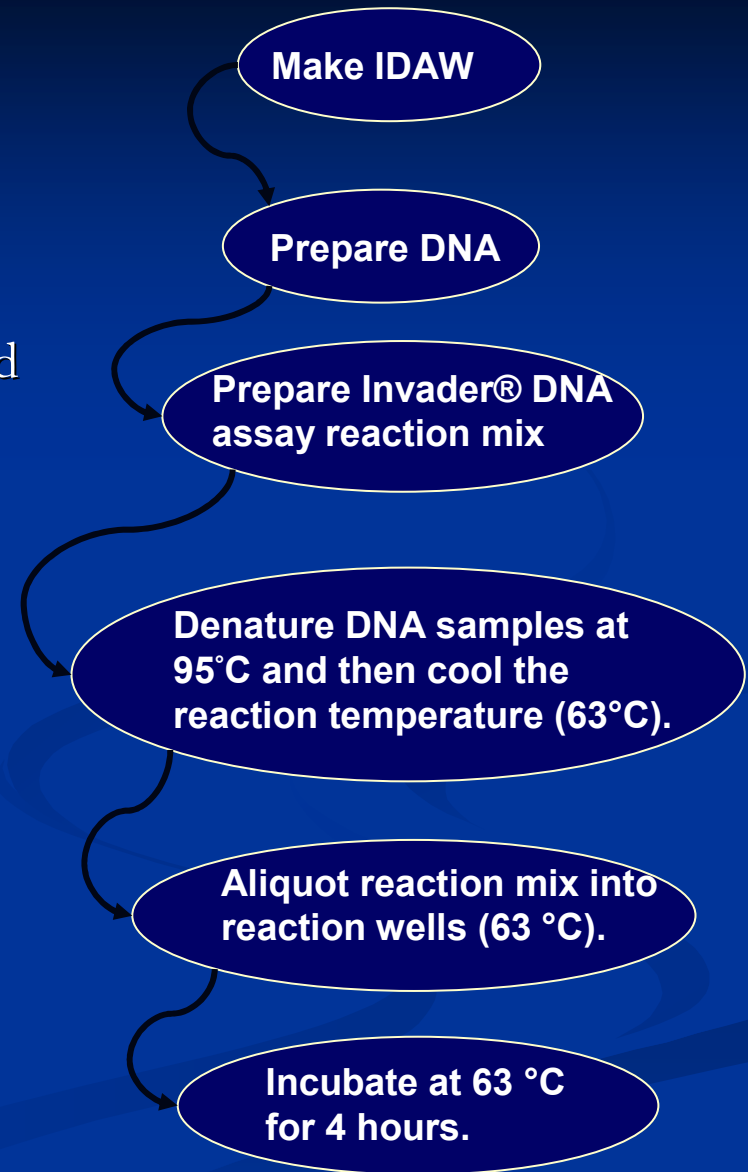 Make IDAW
Prepare DNA
d
Prepare Invader® DNA
assay reaction mix
Denature DNA samples at
95°C and then cool the
reaction temperature (63°C).
Aliquot reaction mix into
reaction wells (63 °C).
Incubate at 63 °C
for 4 hours.